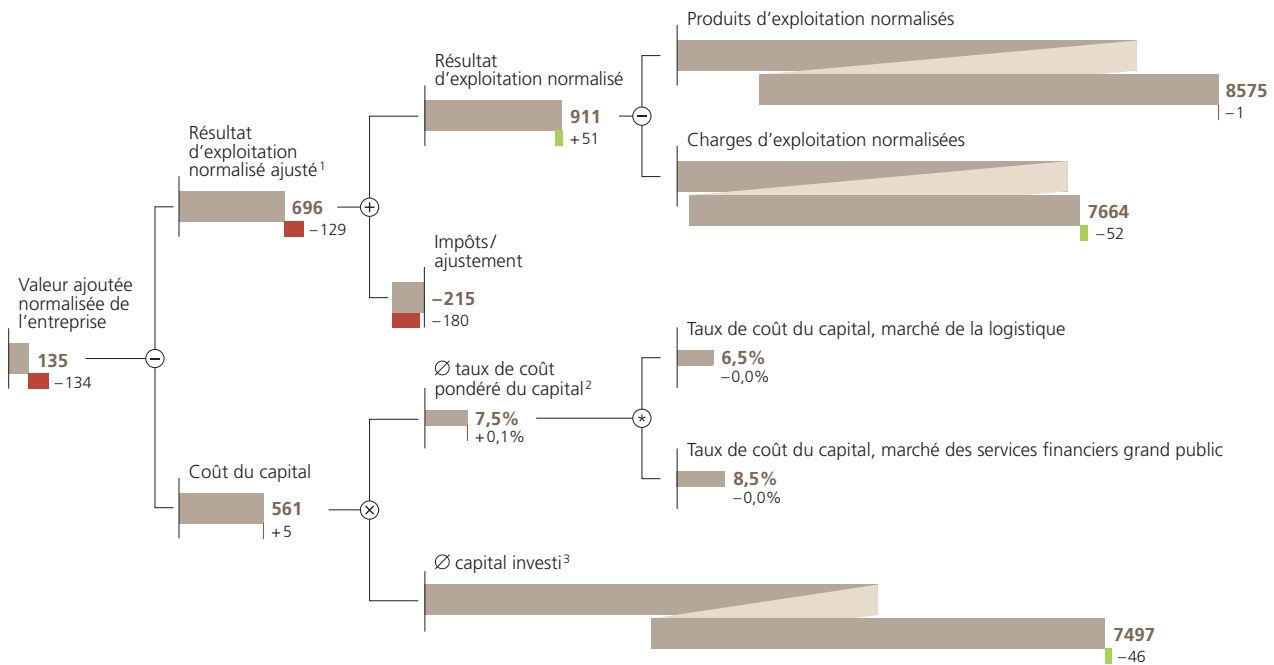 Valeur ajoutée
normalisée de
l'entreprise
135
−134
−
Résultat
d'exploitation
normalisé ajusté¹
696
−129
+
Résultat
d'exploitation normalisé
911
+51
−
Produits d'exploitation normalisés
8575
−1
Charges d'exploitation normalisées
7664
−52
Impôts/
ajustement
−215
−180
Coût du capital
561
+5
×
Ø taux de coût
pondéré du capital²
7,5%
+0,1%
*
Taux de coût du capital, marché de la logistique
6,5%
−0,0%
Taux de coût du capital, marché des services financiers grand public
8,5%
−0,0%
Ø capital investi³
7497
−46